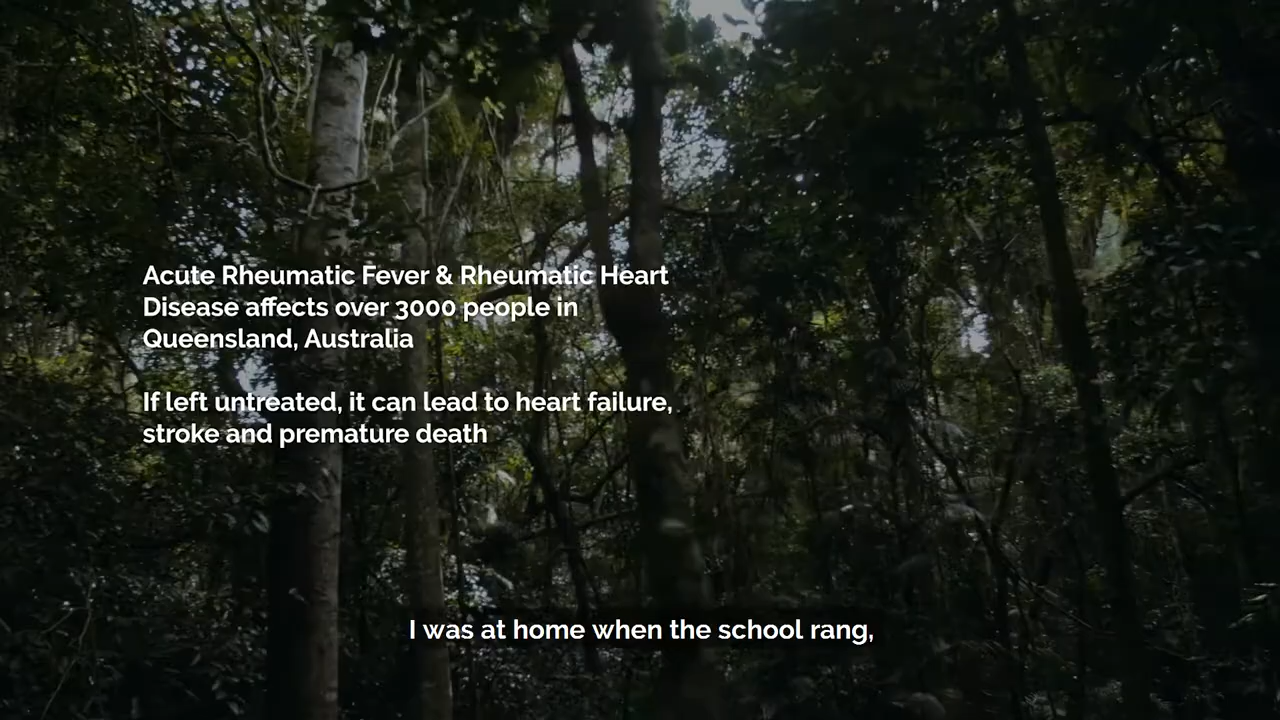 Acute Rheumatic Fever & Rheumatic Heart
Disease affects over 3000 people in
Queensland, Australia
If left untreated, it can lead to heart failure,
stroke and premature death
I was at home when the school rang,